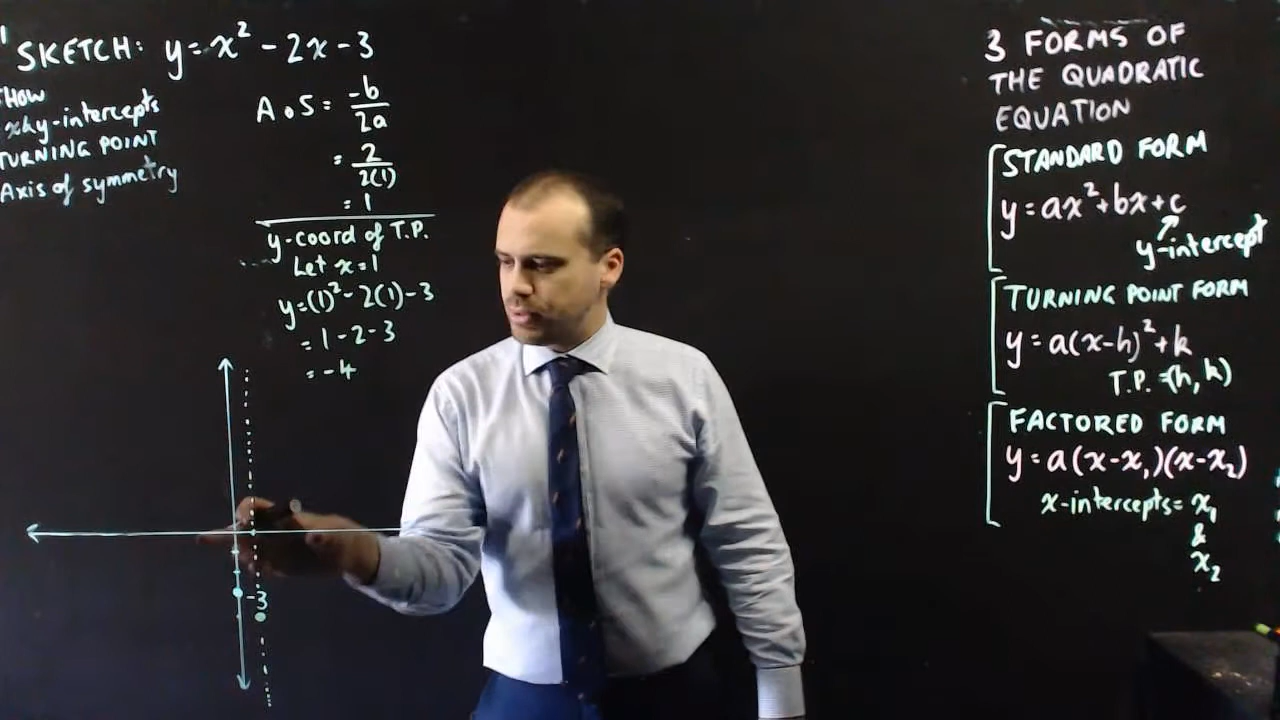 SKETCH: y = x² - 2x - 3
SHOW
x & y-intercepts
TURNING POINT
Axis of symmetry
A.O.S = -b/2a
= 2/2(1)
= 1
y-coord of T.P.
Let x = 1
y = (1)² - 2(1) - 3
= 1 - 2 - 3
= -4
-3
3 FORMS OF
THE QUADRATIC
EQUATION
STANDARD FORM
y = ax² + bx + c
y-intercept
TURNING POINT FORM
y = a(x-h)² + k
T.P. = (h, k)
FACTORED FORM
y = a(x-x₁)(x-x₂)
x-intercepts = x₁
&
x₂